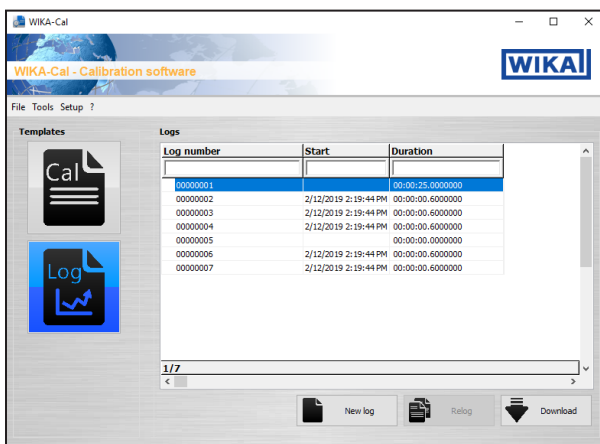 WIKA-Cal
WIKA-Cal - Calibration software
WIKA
File Tools Setup ?
Templates
Logs
Cal
Log
Log number Start Duration
00000001 00:00:25.0000000
00000002 2/12/2019 2:19:44 PM 00:00:00.6000000
00000003 2/12/2019 2:19:44 PM 00:00:00.6000000
00000004 2/12/2019 2:19:44 PM 00:00:00.6000000
00000005 00:00:00.0000000
00000006 2/12/2019 2:19:44 PM 00:00:00.6000000
00000007 2/12/2019 2:19:44 PM 00:00:00.6000000
1/7
New log Relog Download